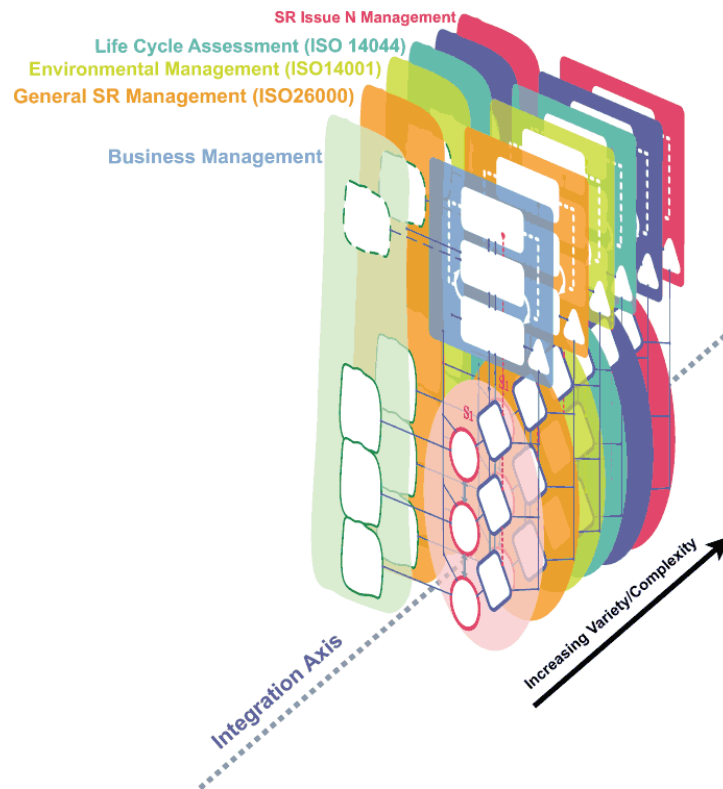 SR Issue N Management
Life Cycle Assessment (ISO 14044)
Environmental Management (ISO14001)
General SR Management (ISO26000)
Business Management
S1
S1
Integration Axis
Increasing Variety/Complexity